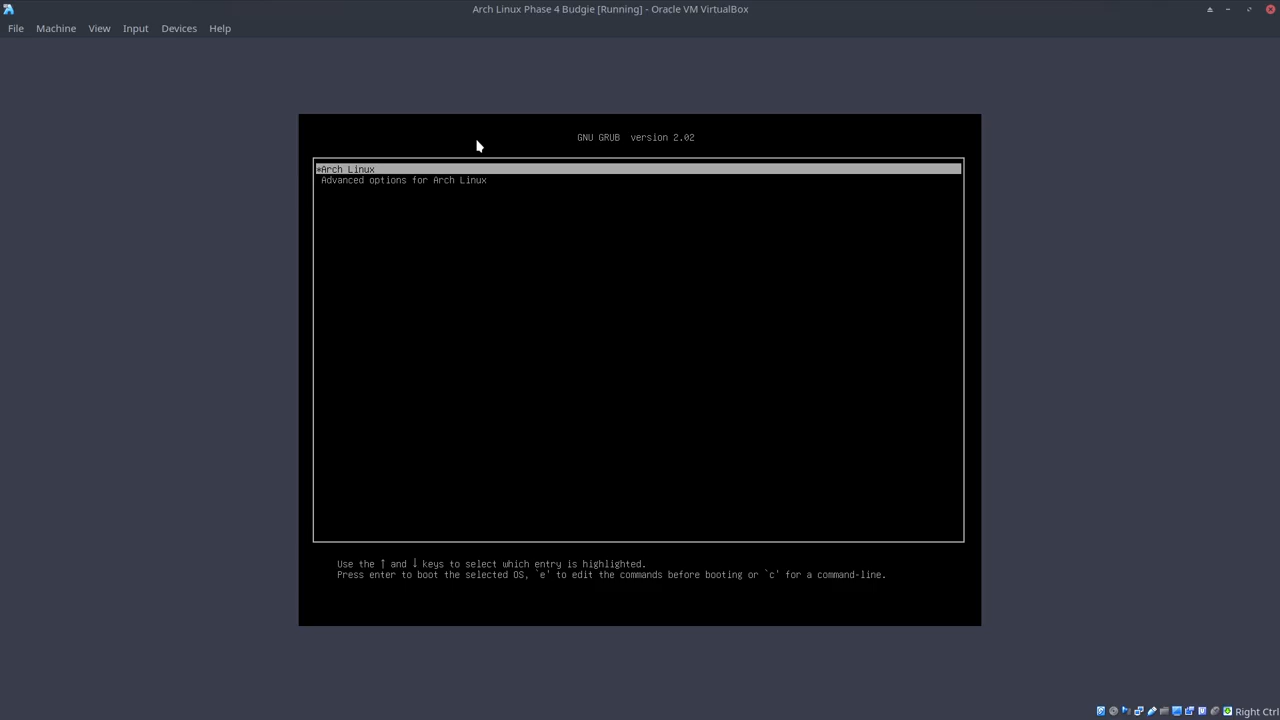 Arch Linux Phase 4 Budgie [Running] - Oracle VM VirtualBox
File Machine View Input Devices Help
GNU GRUB version 2.02
*Arch Linux
Advanced options for Arch Linux
Use the ↑ and ↓ keys to select which entry is highlighted.
Press enter to boot the selected OS, `e' to edit the commands before booting or `c' for a command-line.
Right Ctrl